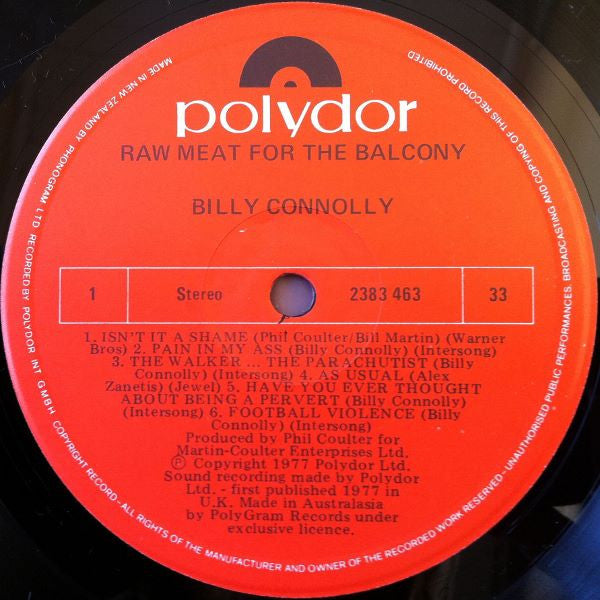 polydor
RAW MEAT FOR THE BALCONY
BILLY CONNOLLY
1 Stereo 2383 463 33
1. ISN'T IT A SHAME (Phil Coulter/Bill Martin) (Warner
Bros) 2. PAIN IN MY ASS (Billy Connolly) (Intersong)
3. THE WALKER ... THE PARACHUTIST (Billy
Connolly) (Intersong) 4. AS USUAL (Alex
Zanetis) (Jewel) 5. HAVE YOU EVER THOUGHT
ABOUT BEING A PERVERT (Billy Connolly)
(Intersong) 6. FOOTBALL VIOLENCE (Billy
Connolly) (Intersong)
Produced by Phil Coulter for
Martin-Coulter Enterprises Ltd.
Ⓟ Copyright 1977 Polydor Ltd.
Sound recording made by Polydor
Ltd. - first published 1977 in
U.K. Made in Australasia
by PolyGram Records under
exclusive licence.
MADE IN NEW ZEALAND BY PHONOGRAM LTD RECORDED BY POLYDOR INT GMBH COPYRIGHT RECORD - ALL RIGHTS OF THE MANUFACTURER AND OWNER OF THE RECORDED WORK RESERVED - UNAUTHORISED PUBLIC PERFORMANCES. BROADCASTING AND COPYING OF THIS RECORD PROHIBITED